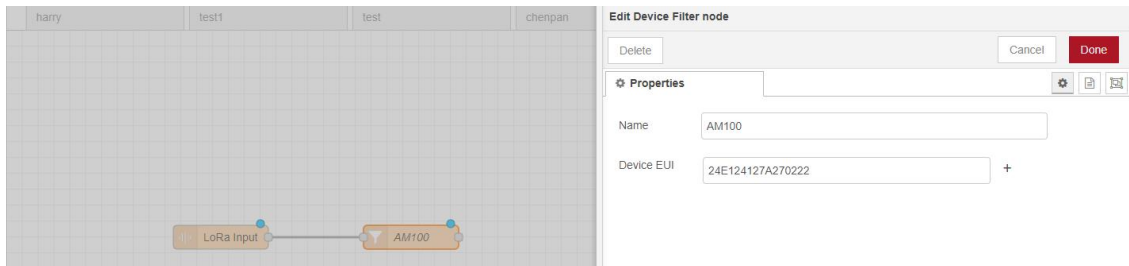 harry test1 test chenpan
LoRa Input AM100
Edit Device Filter node
Delete Cancel Done
Properties
Name AM100
Device EUI 24E124127A270222 +